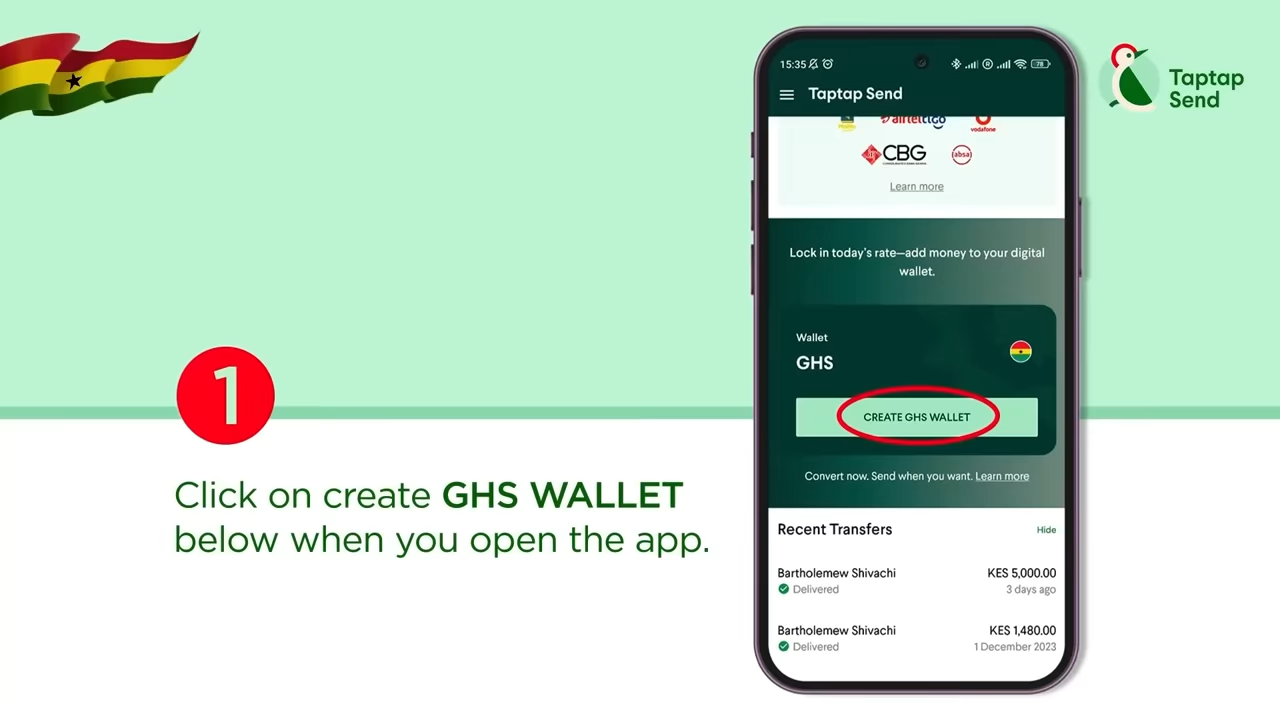 15:35
78
Taptap Send
airteltigo
vodafone
CBG
absa
Learn more
Lock in today's rate—add money to your digital
wallet.
Wallet
GHS
CREATE GHS WALLET
Convert now. Send when you want. Learn more
Recent Transfers
Hide
Bartholemew Shivachi
KES 5,000.00
Delivered
3 days ago
Bartholemew Shivachi
KES 1,480.00
Delivered
1 December 2023
Taptap
Send
1
Click on create GHS WALLET
below when you open the app.